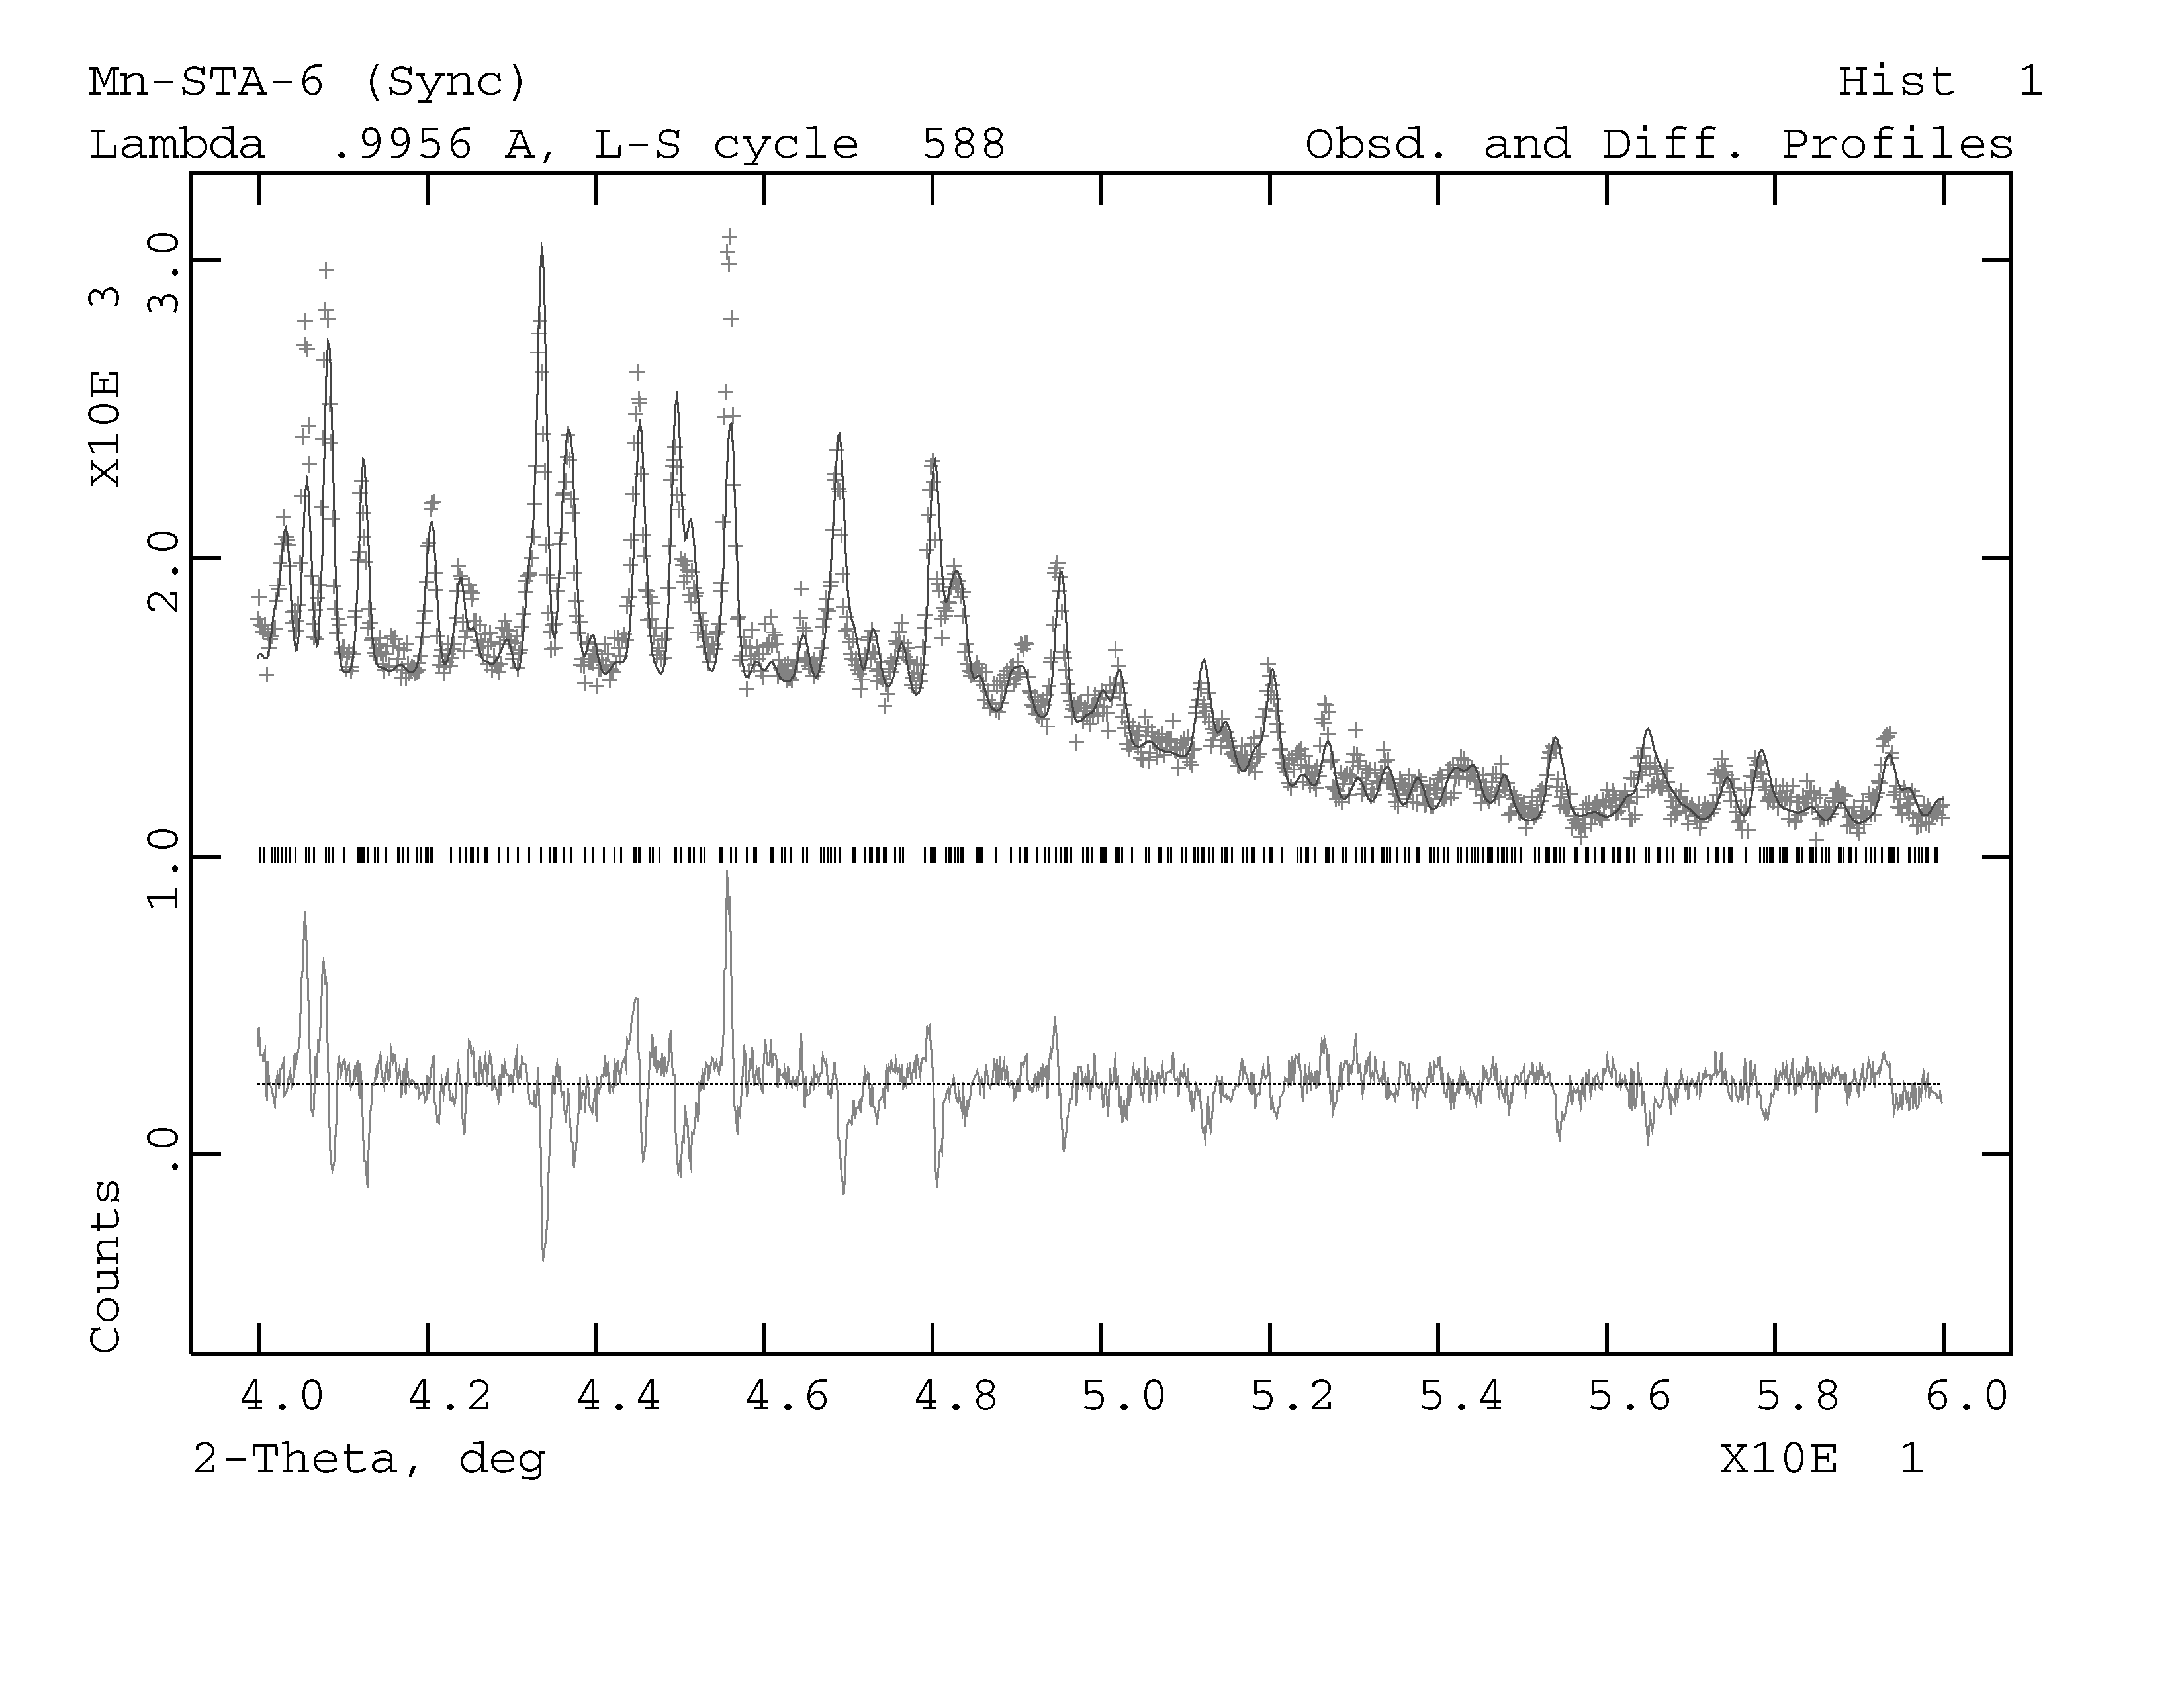 Mn-STA-6 (Sync) Hist 1
Lambda .9956 A, L-S cycle 588 Obsd. and Diff. Profiles
X10E 3
3.0
2.0
1.0
.0
Counts
4.0 4.2 4.4 4.6 4.8 5.0 5.2 5.4 5.6 5.8 6.0
2-Theta, deg X10E 1